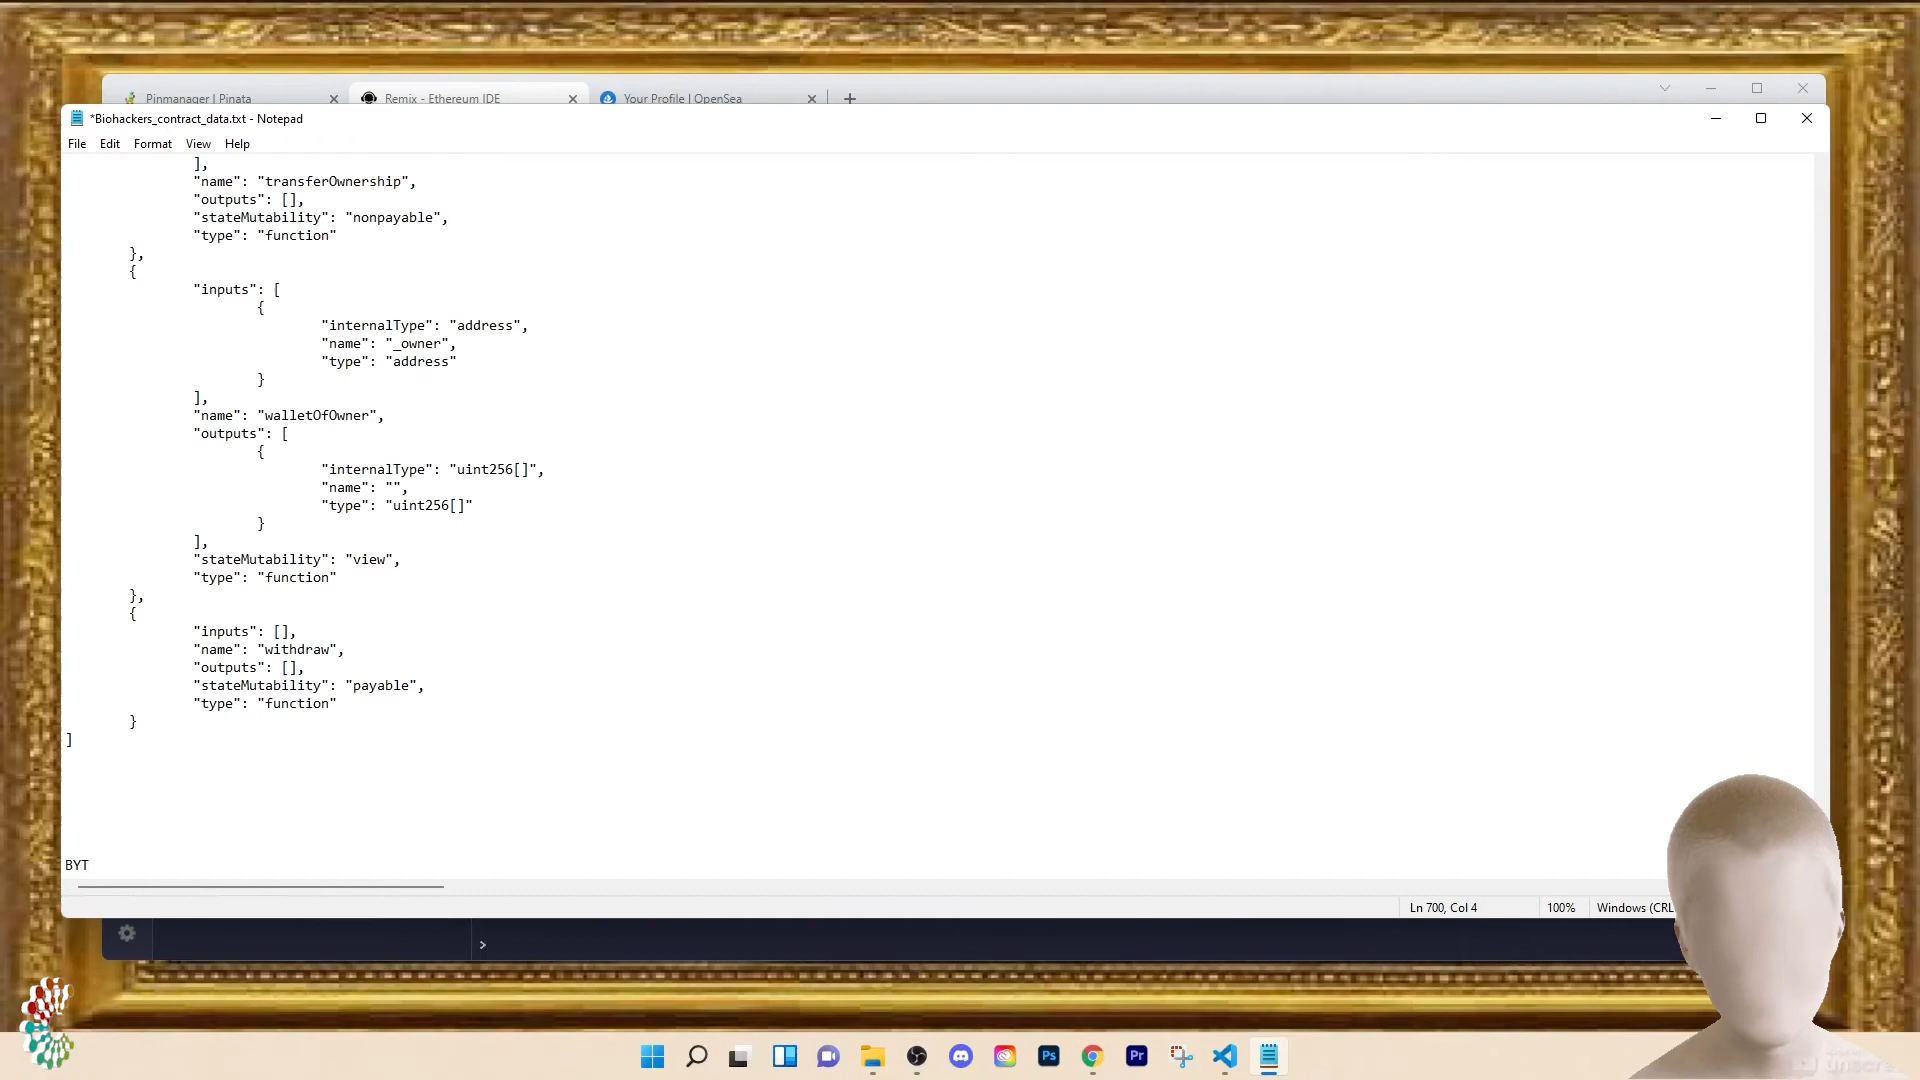 Pinmanager | Pinata
Remix - Ethereum IDE
Your Profile | OpenSea
*Biohackers_contract_data.txt - Notepad
File Edit Format View Help
],
"name": "transferOwnership",
"outputs": [],
"stateMutability": "nonpayable",
"type": "function"
},
{
"inputs": [
{
"internalType": "address",
"name": "_owner",
"type": "address"
}
],
"name": "walletOfOwner",
"outputs": [
{
"internalType": "uint256[]",
"name": "",
"type": "uint256[]"
}
],
"stateMutability": "view",
"type": "function"
},
{
"inputs": [],
"name": "withdraw",
"outputs": [],
"stateMutability": "payable",
"type": "function"
}
]
BYT
Ln 700, Col 4 100% Windows (CRL
>
Ps Pr